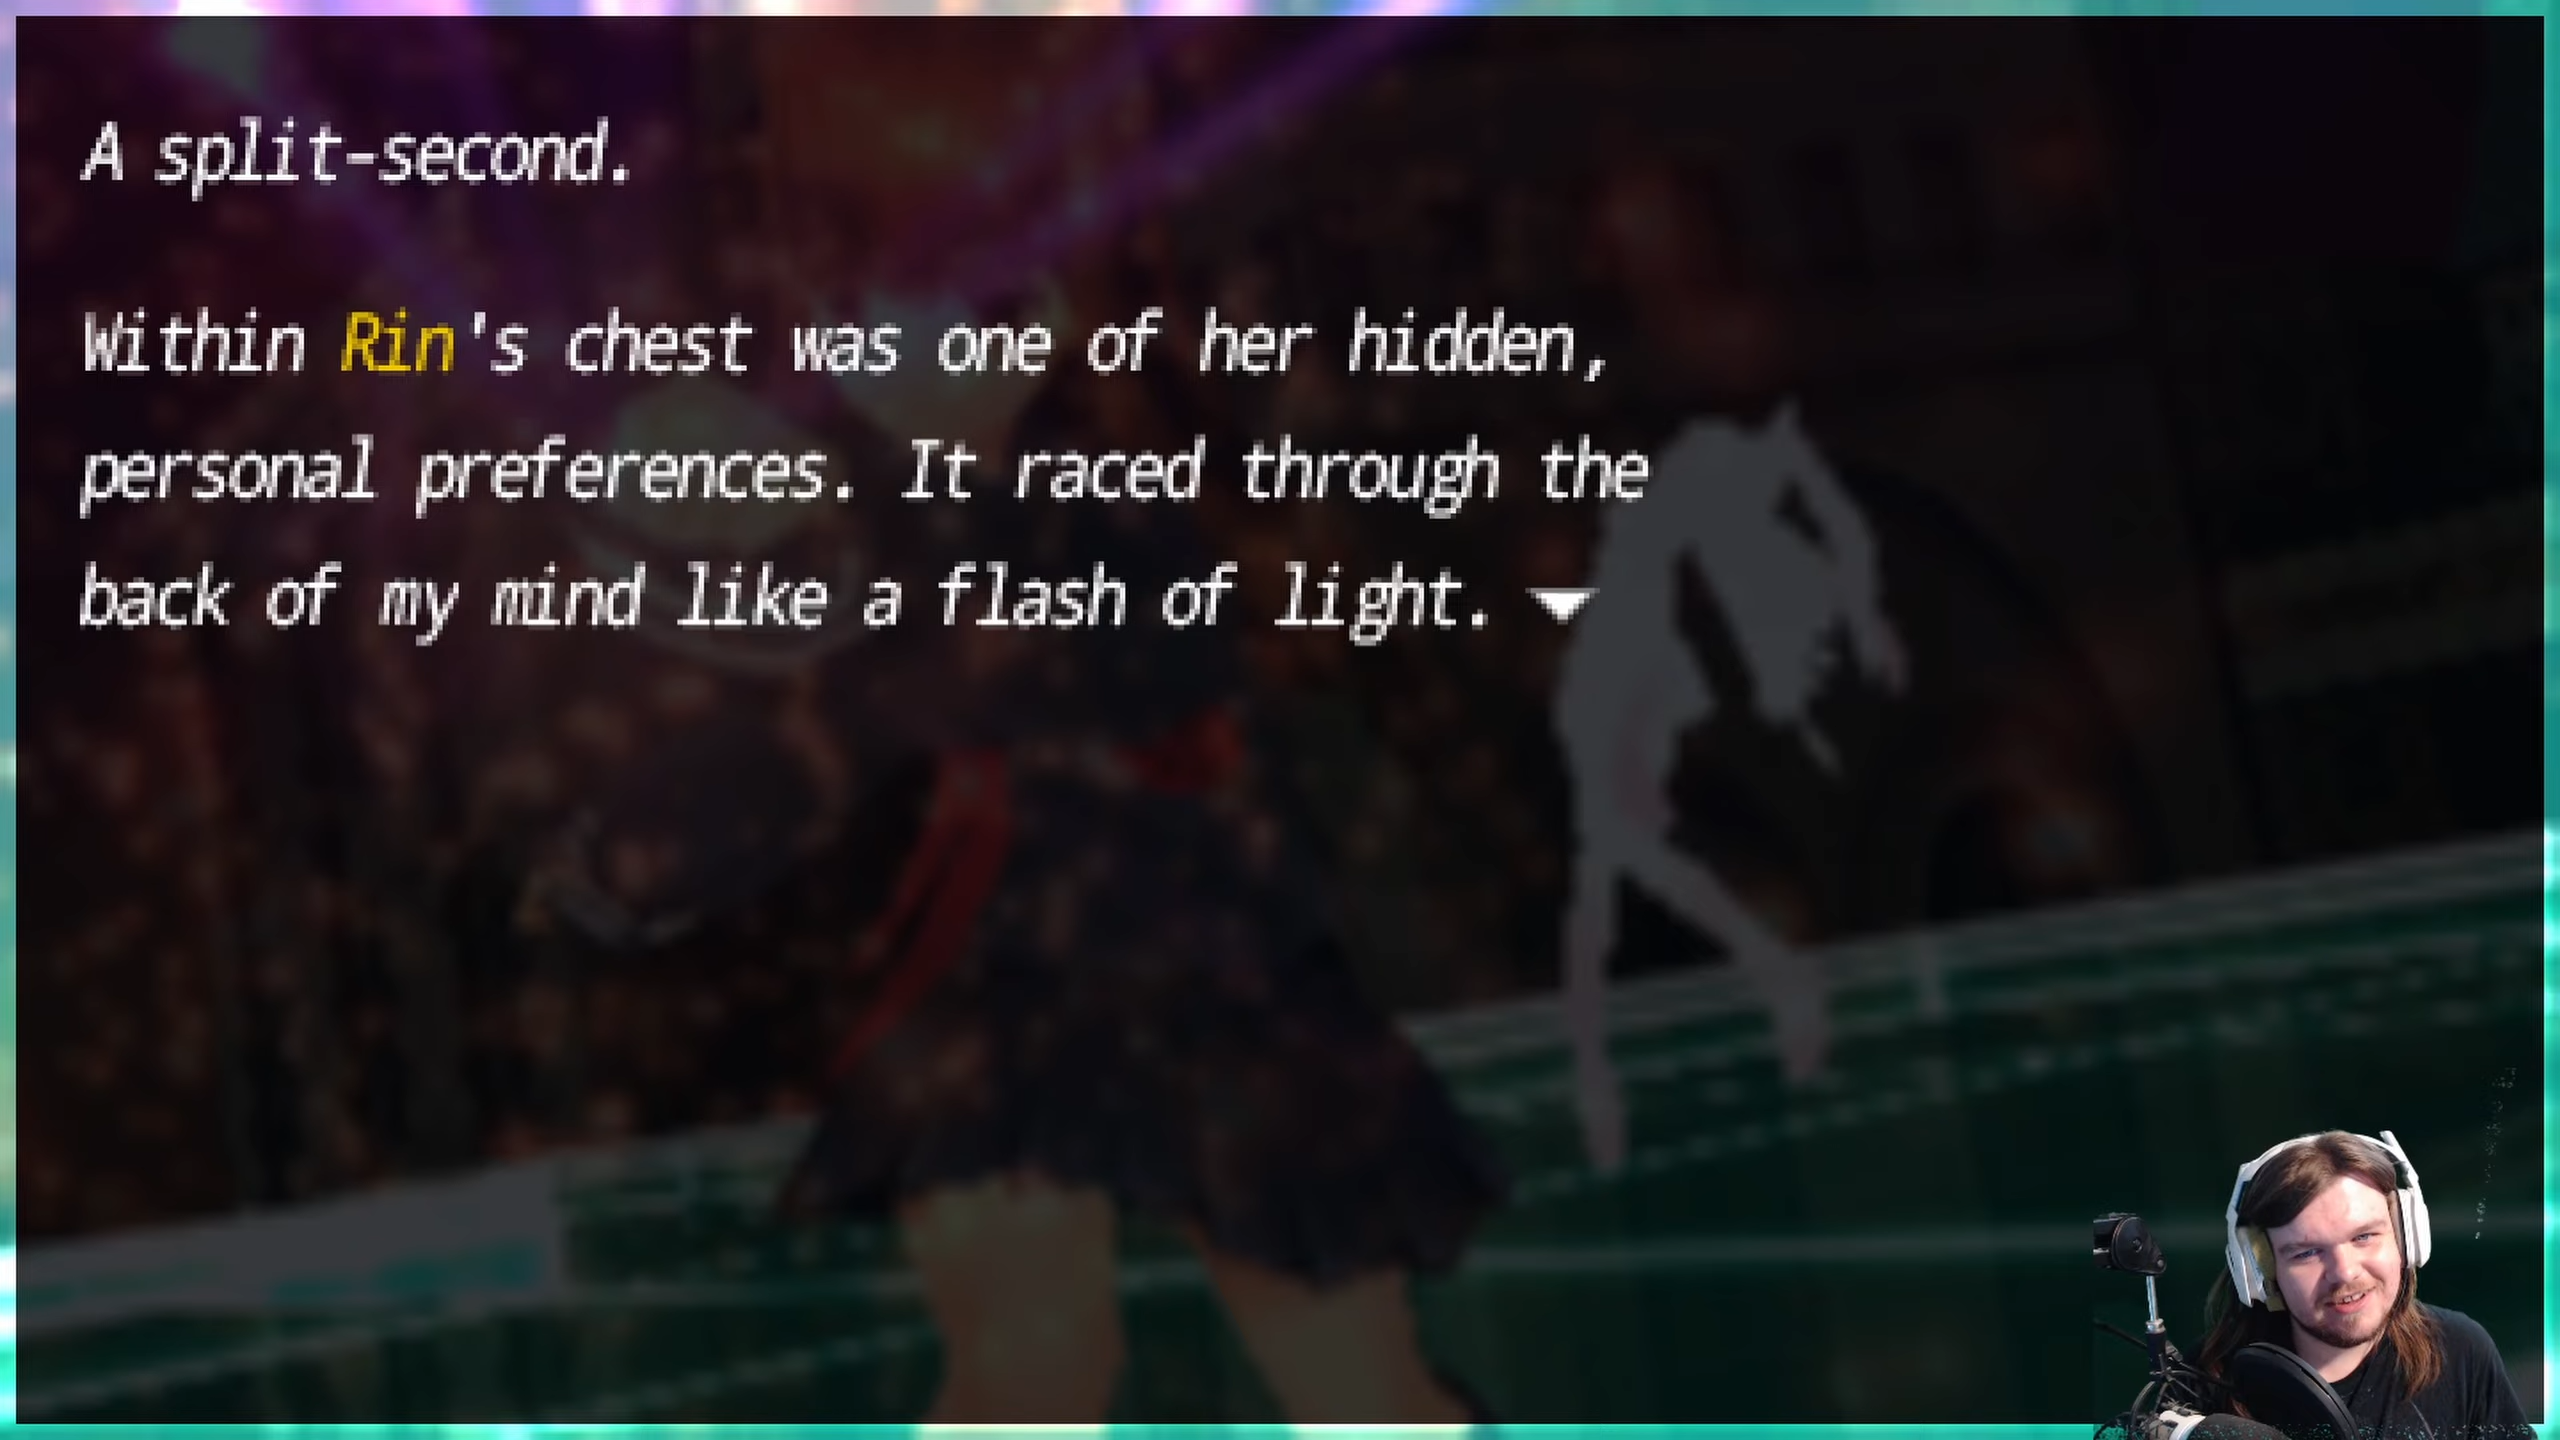 A split-second.
Within Rin's chest was one of her hidden,
personal preferences. It raced through the
back of my mind like a flash of light.